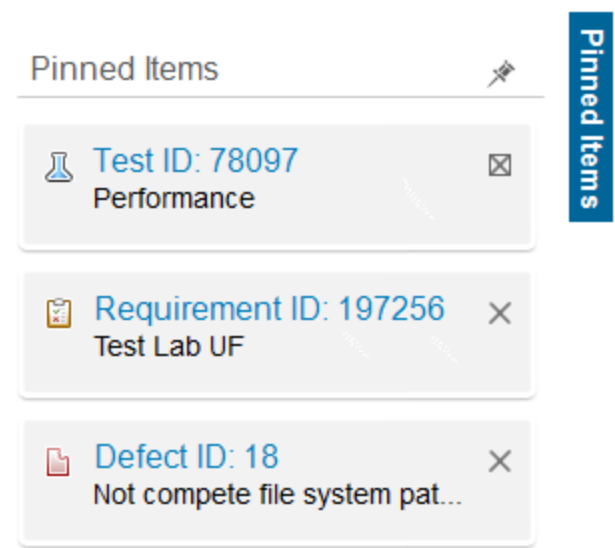 Pinned Items
Pinned Items
Test ID: 78097
Performance
Requirement ID: 197256
Test Lab UF
Defect ID: 18
Not compete file system pat...